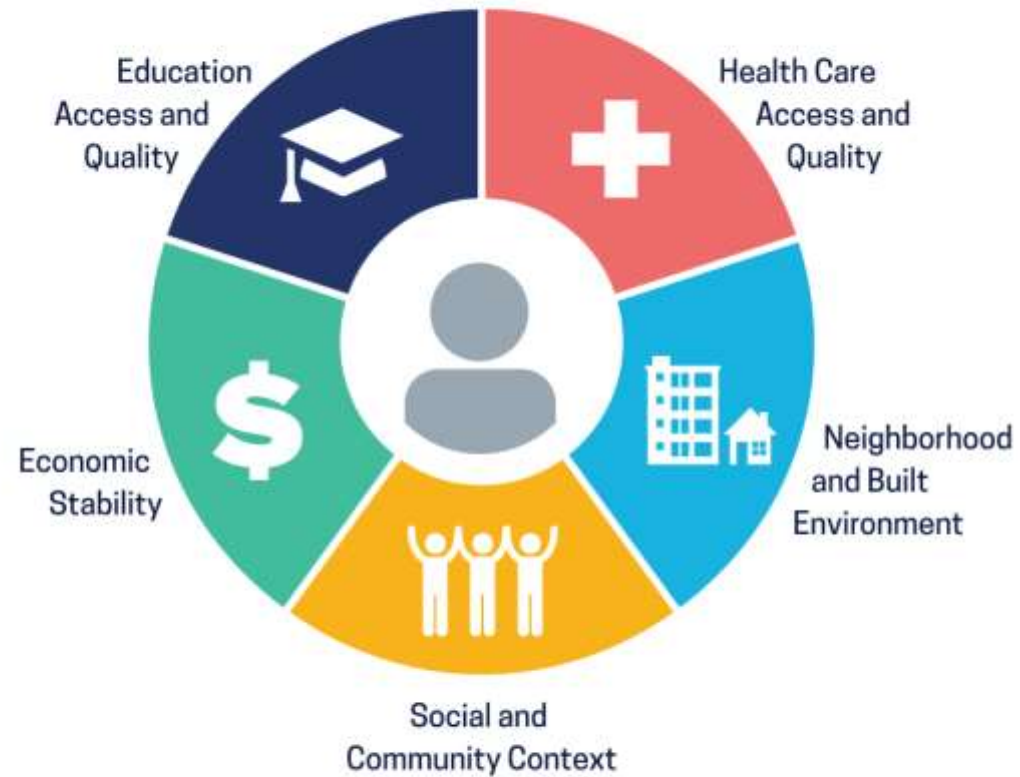 Education
Access and
Quality
Health Care
Access and
Quality
Economic
Stability
Neighborhood
and Built
Environment
Social and
Community Context